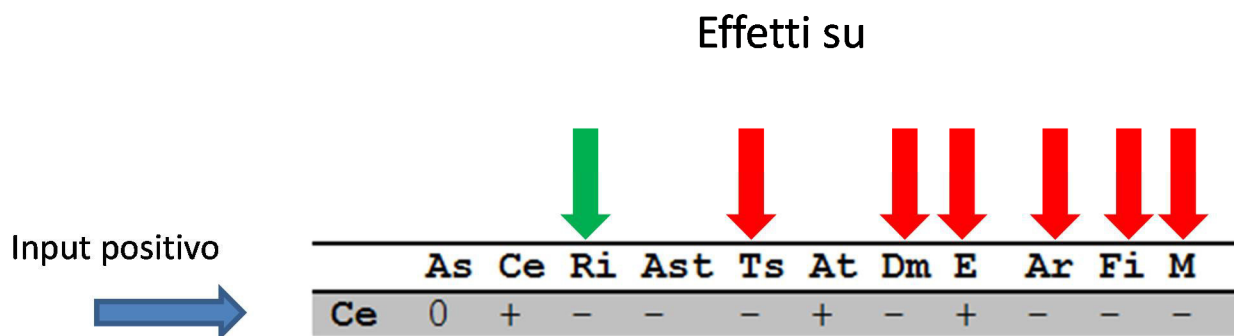 Effetti su
Input positivo
As Ce Ri Ast Ts At Dm E Ar Fi M
Ce 0 + - - - + - + - - -